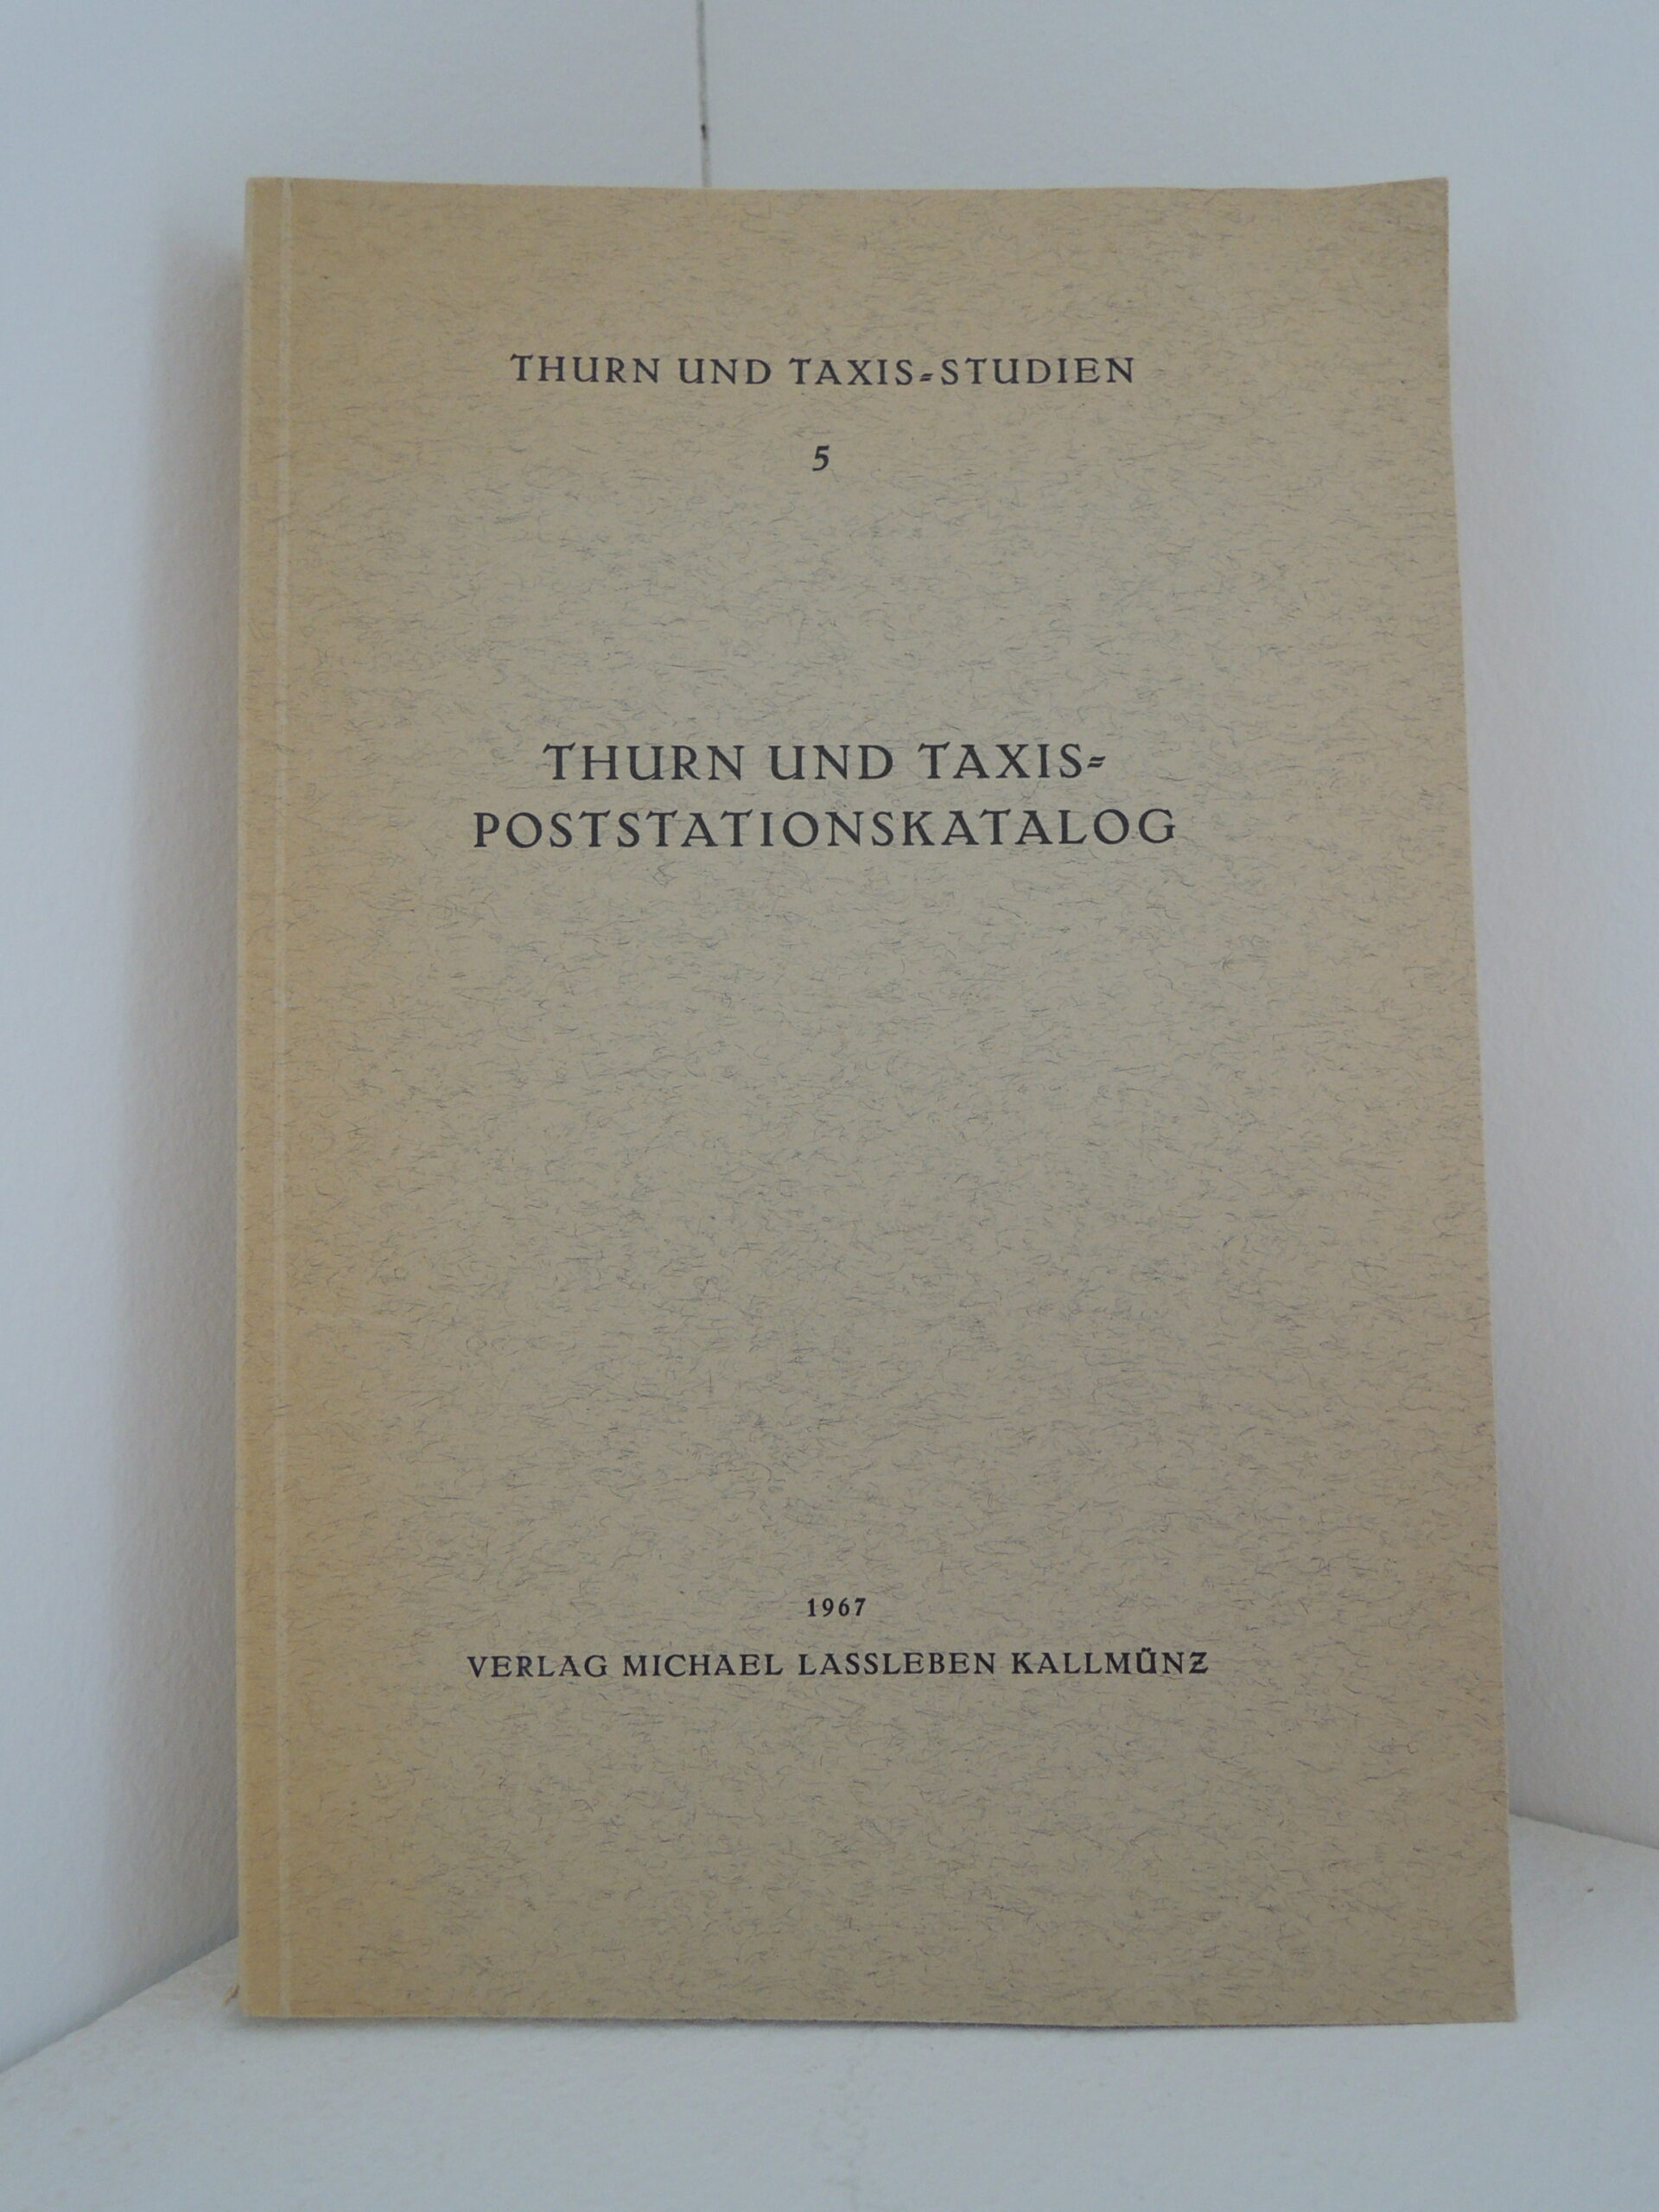 THURN UND TAXIS=STUDIEN
5
THURN UND TAXIS=
POSTSTATIONSKATALOG
1967
VERLAG MICHAEL LASSLEBEN KALLMÜNZ